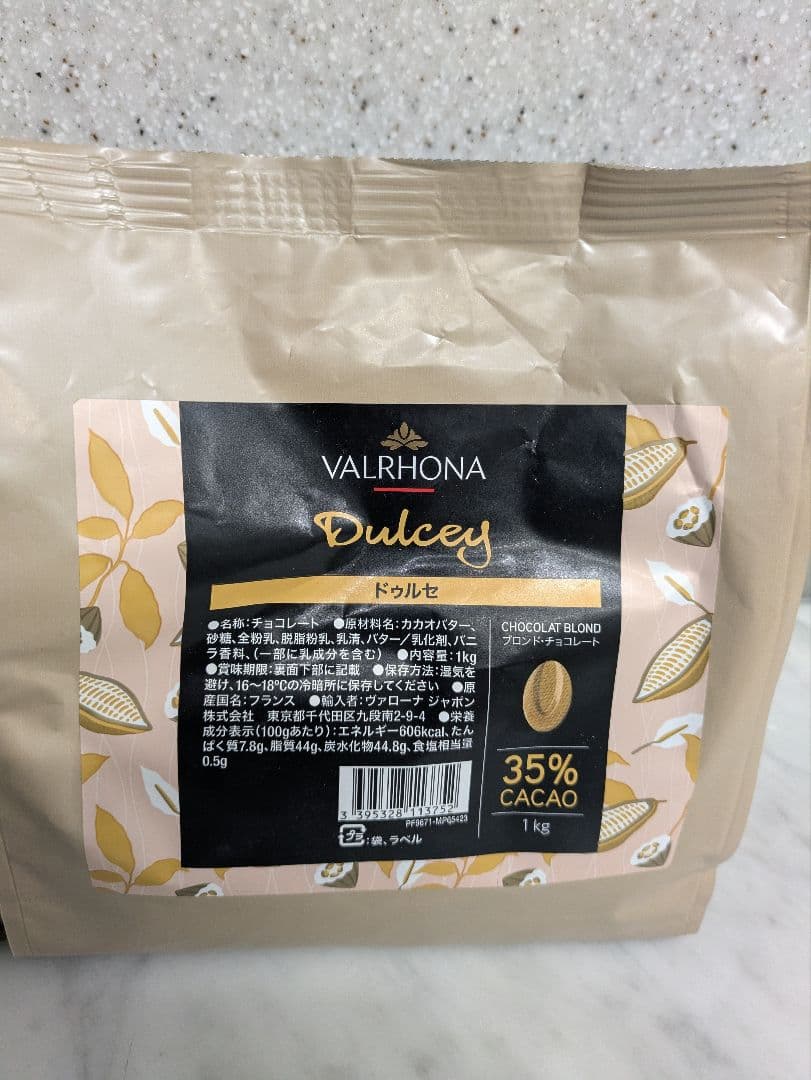 VALRHONA
Dulcey
ドゥルセ
●名称:チョコレート ●原材料名:カカオバター、
砂糖、全粉乳、脱脂粉乳、乳清、バター/乳化剤、バニ
ラ香料、(一部に乳成分を含む) ●内容量:1kg
●賞味期限:裏面下部に記載 ●保存方法:湿気を
避け、16~18℃の冷暗所に保存してください ●原
産国名:フランス ●輸入者:ヴァローナ ジャポン
株式会社 東京都千代田区九段南2-9-4 ●栄養
成分表示(100gあたり):エネルギー606kcal、たん
ぱく質7.8g、脂質44g、炭水化物44.8g、食塩相当量
0.5g
3 395328 113752
PF9671-MP05423
プラ:袋、ラベル
CHOCOLAT BLOND
ブロンド・チョコレート
35%
CACAO
1kg